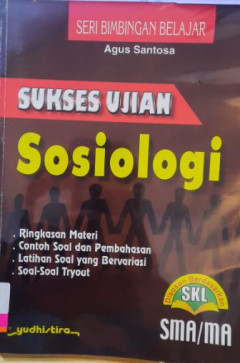 SERI BIMBINGAN BELAJAR
Agus Santosa
SUKSES UJIAN
Sosiologi
. Ringkasan Materi
. Contoh Soal dan Pembahasan
. Latihan Soal yang Bervariasi
. Soal-Soal Tryout
SKL
SMA/MA
yudhistira